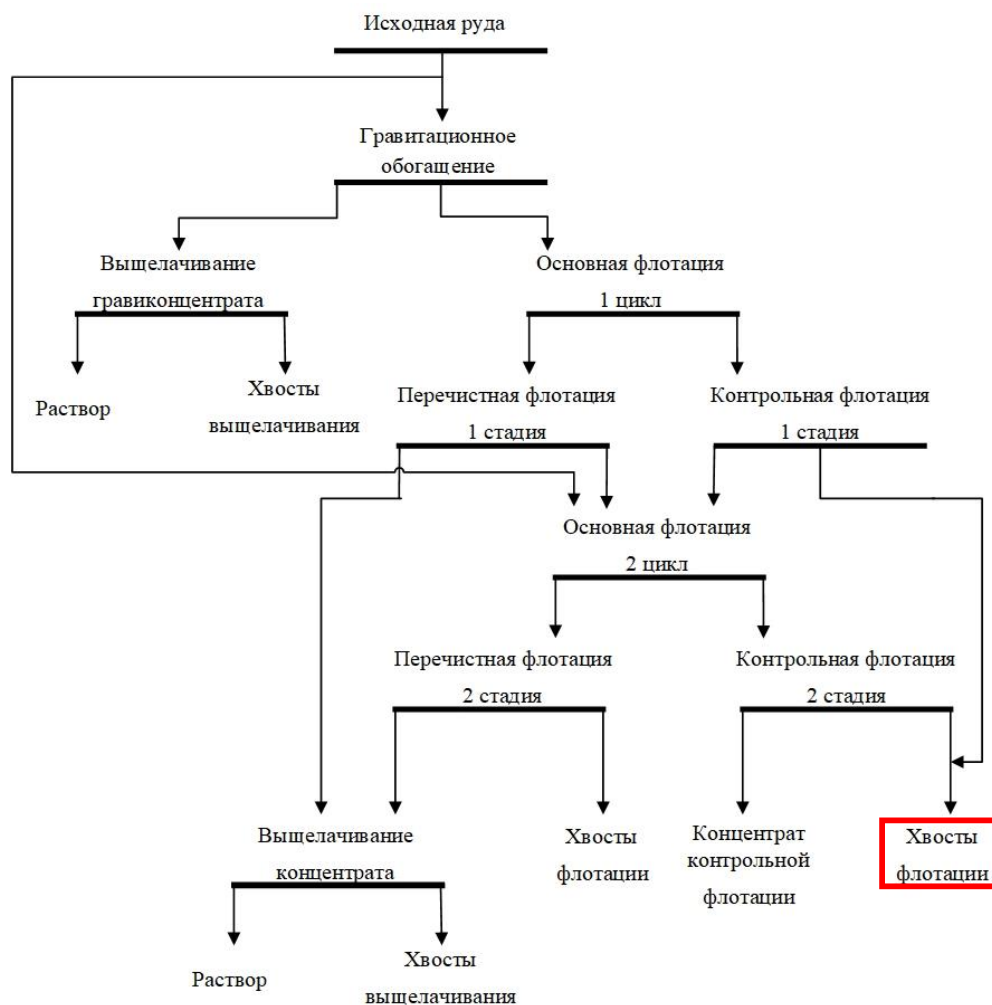 Исходная руда
Гравитационное
обогащение
Выщелачивание
гравиконцентрата
Основная флотация
1 цикл
Раствор
Хвосты
выщелачивания
Перечистная флотация
1 стадия
Контрольная флотация
1 стадия
Основная флотация
2 цикл
Перечистная флотация
2 стадия
Контрольная флотация
2 стадия
Выщелачивание
концентрата
Хвосты
флотации
Концентрат
контрольной
флотации
Хвосты
флотации
Раствор
Хвосты
выщелачивания